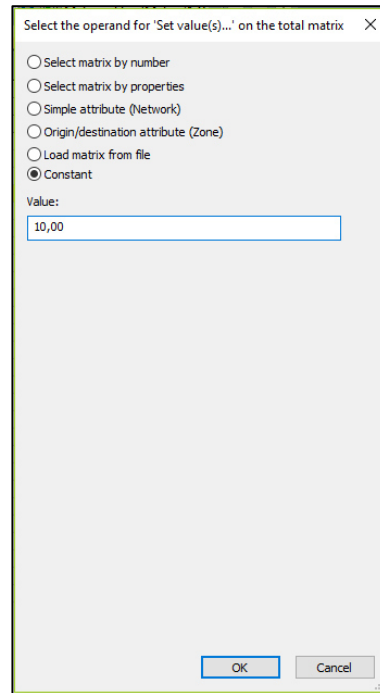 Select the operand for 'Set value(s)...' on the total matrix
Select matrix by number
Select matrix by properties
Simple attribute (Network)
Origin/destination attribute (Zone)
Load matrix from file
Constant
Value:
10,00
OK Cancel